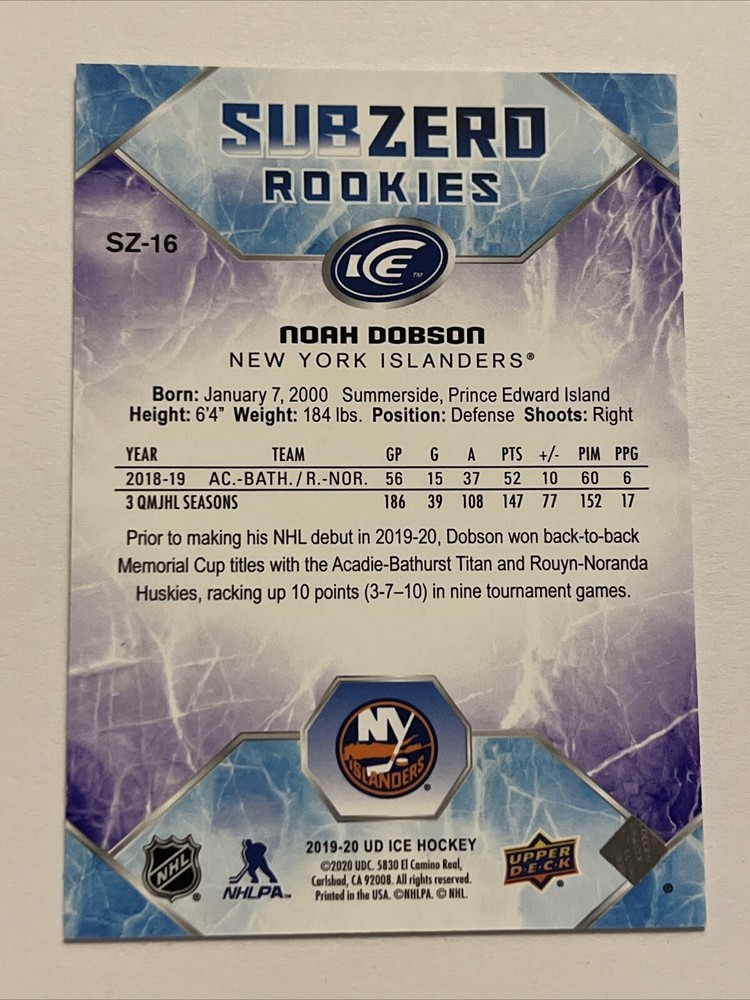 SUBZERO
ROOKIES
SZ-16
ICE™
NOAH DOBSON
NEW YORK ISLANDERS®
Born: January 7, 2000 Summerside, Prince Edward Island
Height: 6'4" Weight: 184 lbs. Position: Defense Shoots: Right
YEAR TEAM GP G A PTS +/- PIM PPG
2018-19 AC.-BATH./R.-NOR. 56 15 37 52 10 60 6
3 QMJHL SEASONS 186 39 108 147 77 152 17
Prior to making his NHL debut in 2019-20, Dobson won back-to-back
Memorial Cup titles with the Acadie-Bathurst Titan and Rouyn-Noranda
Huskies, racking up 10 points (3-7–10) in nine tournament games.
NY
ISLANDERS®
2019-20 UD ICE HOCKEY
©2020 UDC. 5830 El Camino Real,
Carlsbad, CA 92008. All rights reserved.
Printed in the USA. ©NHLPA. © NHL.
NHL®
NHLPA™
UPPER
D·E·C·K®
®